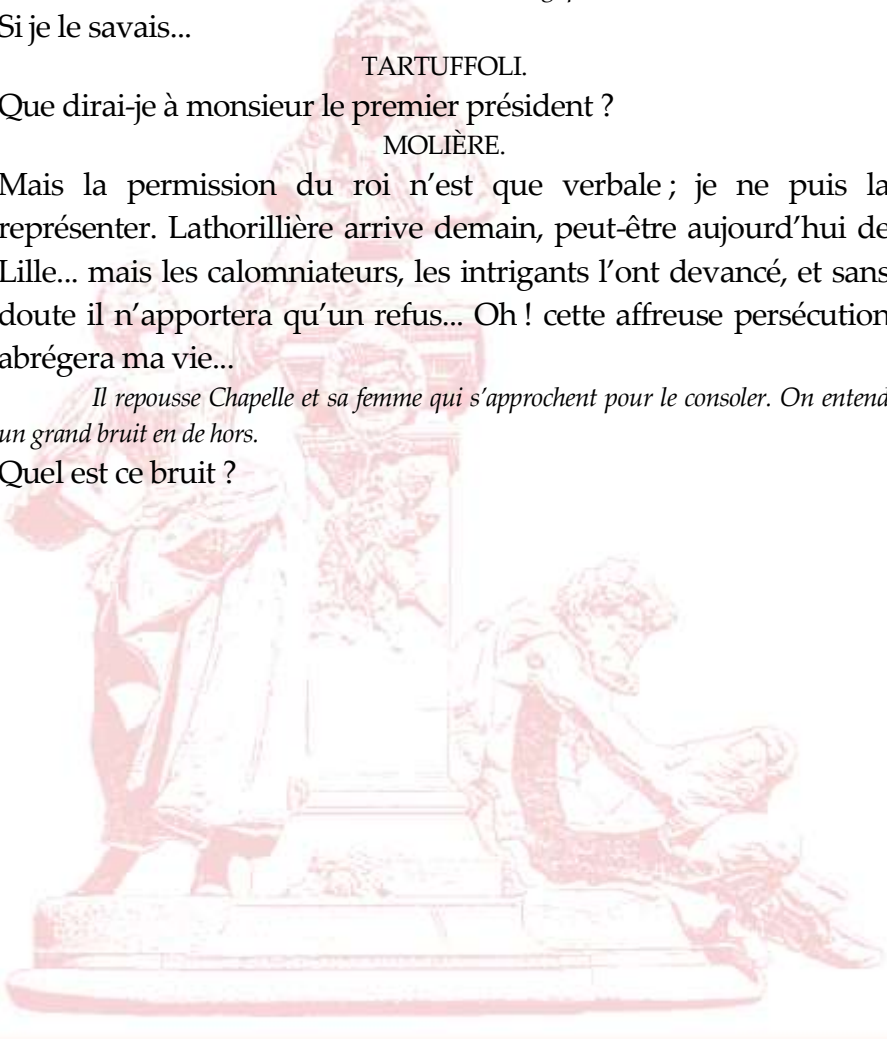 Si je le savais...
TARTUFFOLI.
Que dirai-je à monsieur le premier président ?
MOLIÈRE.
Mais la permission du roi n’est que verbale ; je ne puis la
représenter. Lathorillière arrive demain, peut-être aujourd’hui de
Lille... mais les calomniateurs, les intrigants l’ont devancé, et sans
doute il n’apportera qu’un refus... Oh ! cette affreuse persécution
abrégera ma vie...
Il repousse Chapelle et sa femme qui s’approchent pour le consoler. On entend
un grand bruit en de hors.
Quel est ce bruit ?